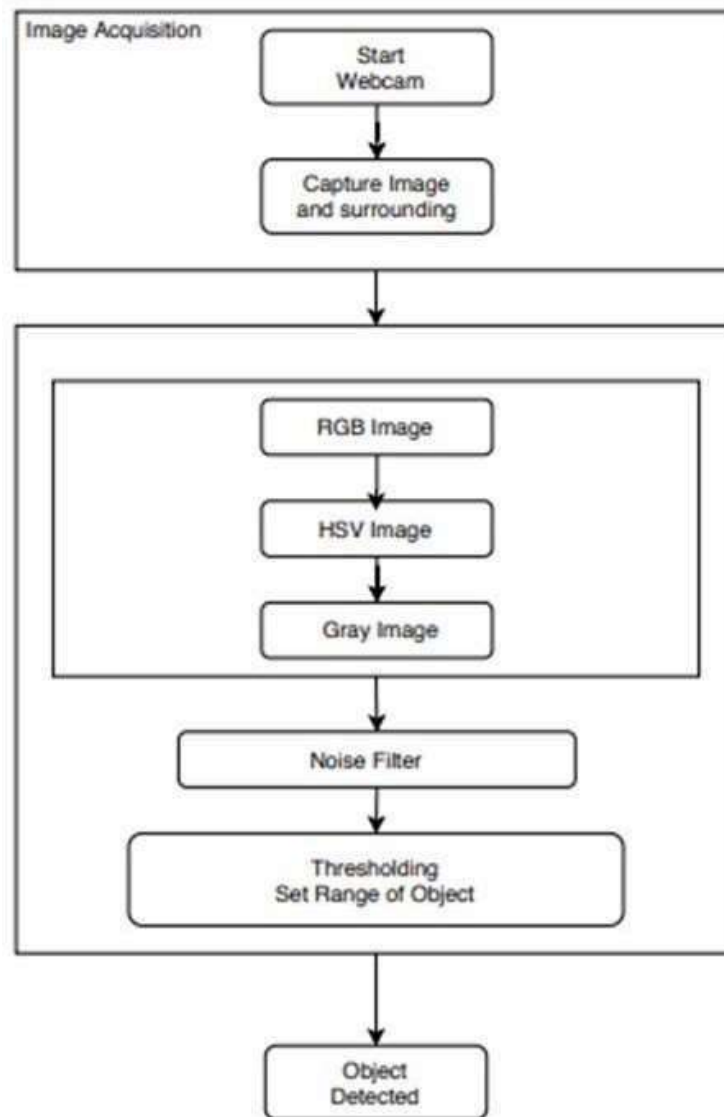 Image Acquisition
Start
Webcam
Capture Image
and surrounding
RGB Image
HSV Image
Gray Image
Noise Filter
Thresholding
Set Range of Object
Object
Detected